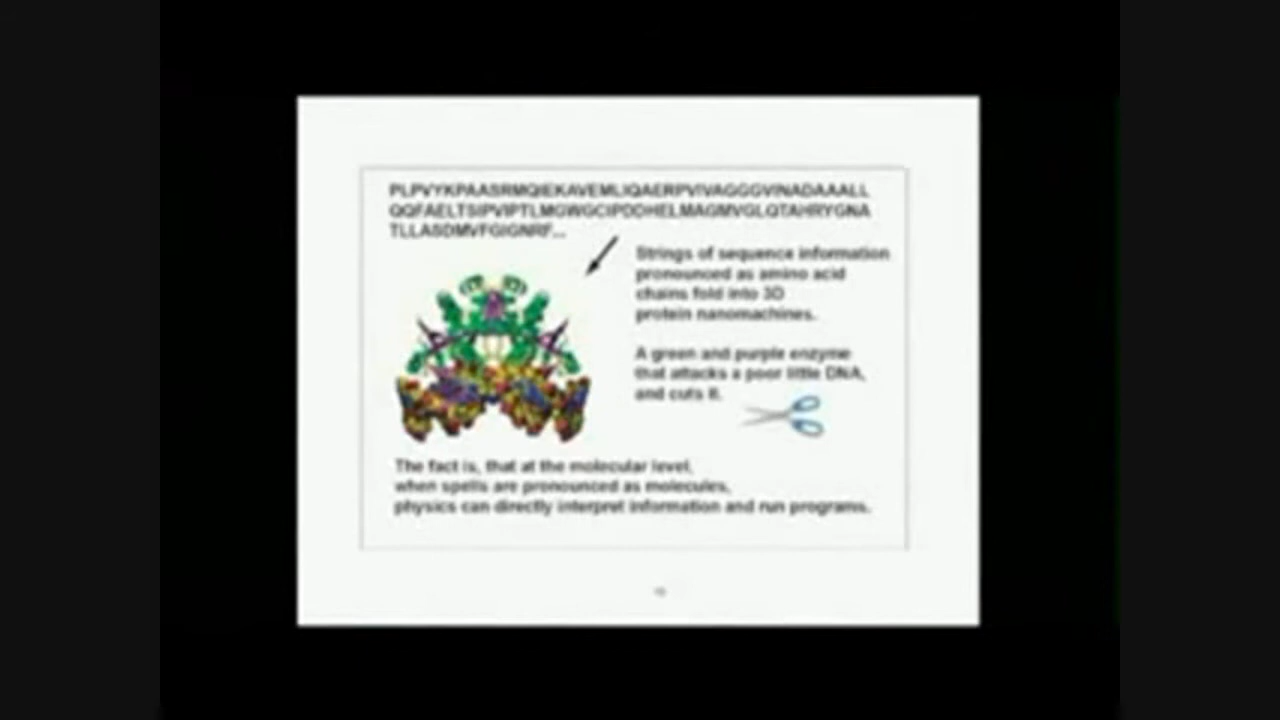 PLPVYKPAASRMQIEKAVEMLIQAERPVIVAGGGVINADAAALL
QQFAELTSIPVIPTLMGWGCIPDDHELMAGMVGLQTAHRYGNA
TLLASDMVFGIGNRF...
Strings of sequence information
pronounced as amino acid
chains fold into 3D
protein nanomachines.
A green and purple enzyme
that attacks a poor little DNA,
and cuts it.
The fact is, that at the molecular level,
when spells are pronounced as molecules,
physics can directly interpret information and run programs.